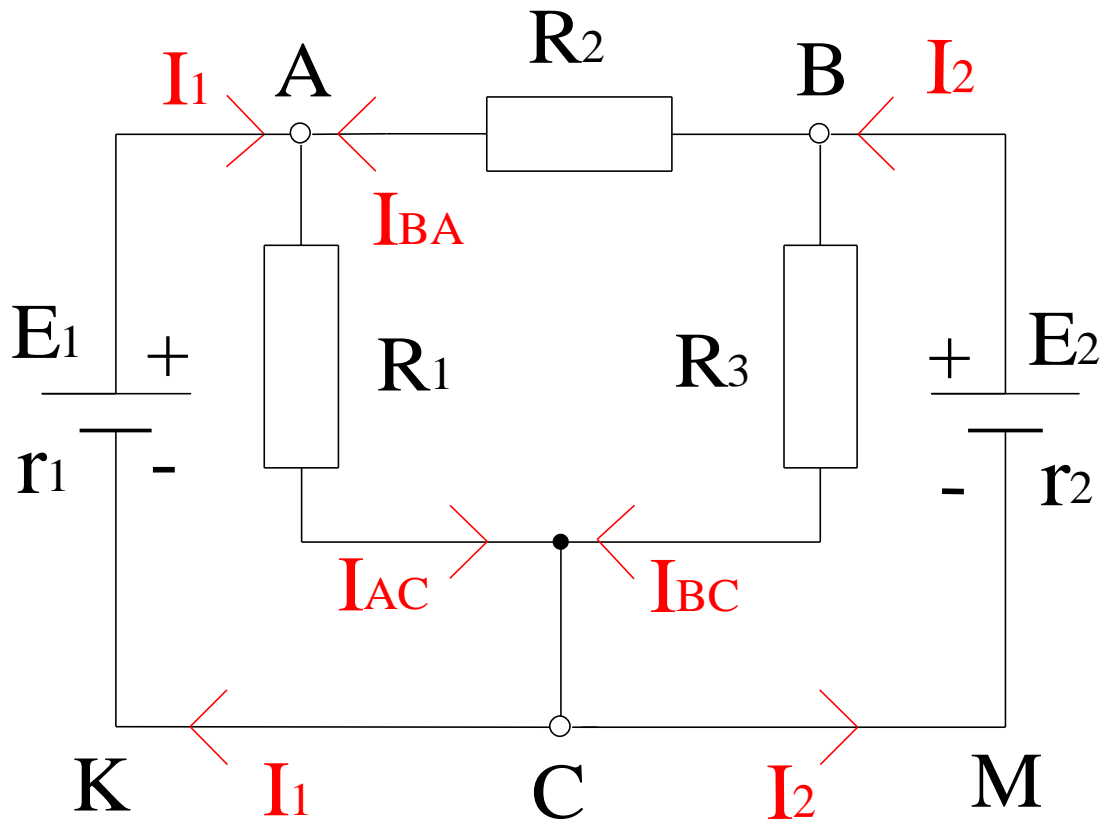 I1 A R2 B I2
IBA
E1 + R1 R3 + E2
r1 - - r2
IAC IBC
K I1 C I2 M